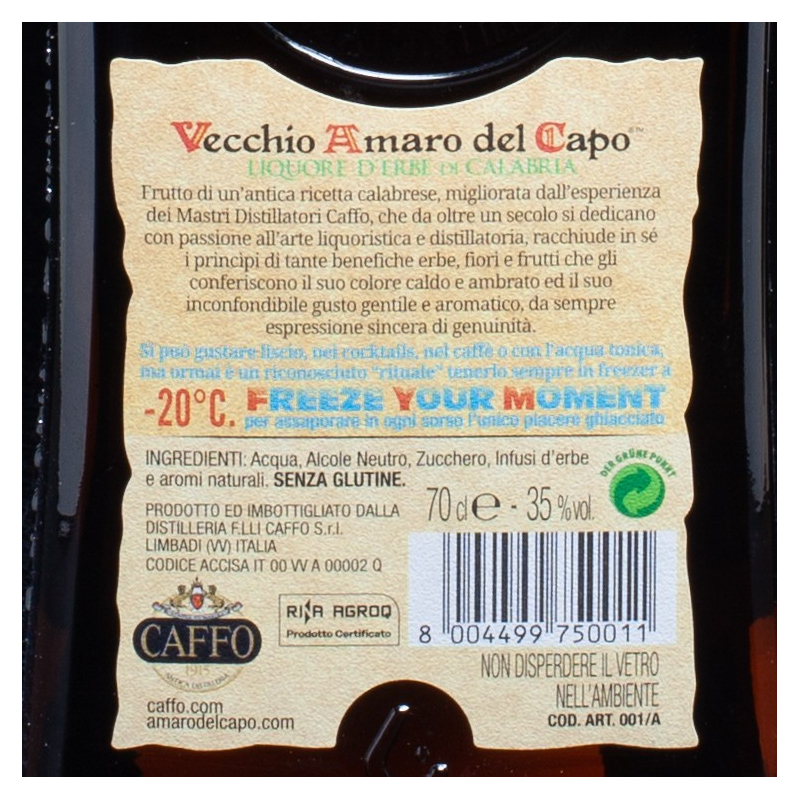 Vecchio Amaro del Capo™
LIQUORE D'ERBE DI CALABRIA
Frutto di un'antica ricetta calabrese, migliorata dall'esperienza
dei Mastri Distillatori Caffo, che da oltre un secolo si dedicano
con passione all'arte liquoristica e distillatoria, racchiude in sé
i principi di tante benefiche erbe, fiori e frutti che gli
conferiscono il suo colore caldo e ambrato ed il suo
inconfondibile gusto gentile e aromatico, da sempre
espressione sincera di genuinità.
Si può gustare liscio, nei cocktails, nel caffè o con l'acqua tonica,
ma ormai è un riconosciuto "rituale" tenerlo sempre in freezer a
-20°C. FREEZE YOUR MOMENT
per assaporare in ogni sorso l'unico piacere ghiacciato
INGREDIENTI: Acqua, Alcole Neutro, Zucchero, Infusi d'erbe
e aromi naturali. SENZA GLUTINE.
DER GRÜNE PUNKT
70 cl e - 35 %vol.
PRODOTTO ED IMBOTTIGLIATO DALLA
DISTILLERIA F.LLI CAFFO S.r.l.
LIMBADI (VV) ITALIA
CODICE ACCISA IT 00 VV A 00002 Q
CAFFO
1915
ANTICA DISTILLERIA
RINA AGROQ
Prodotto Certificato
8 004499 750011
NON DISPERDERE IL VETRO
NELL'AMBIENTE
COD. ART. 001/A
caffo.com
amarodelcapo.com